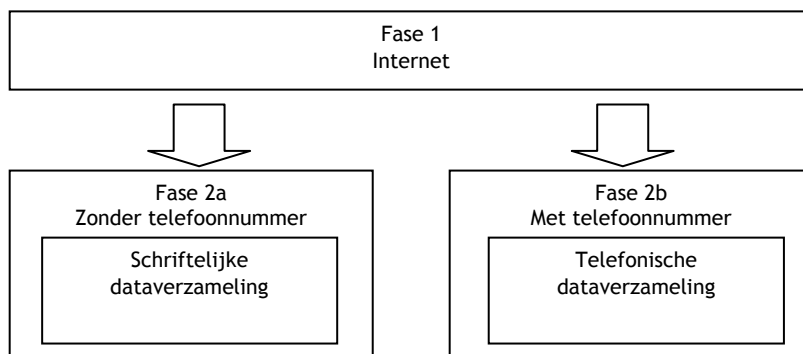 Fase 1
Internet
Fase 2a
Zonder telefoonnummer
Schriftelijke
dataverzameling
Fase 2b
Met telefoonnummer
Telefonische
dataverzameling